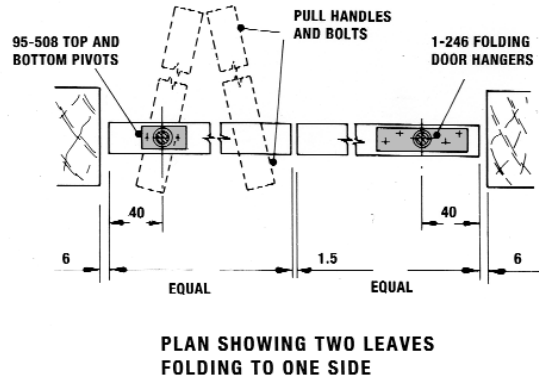 95-508 TOP AND
BOTTOM PIVOTS
PULL HANDLES
AND BOLTS
1-246 FOLDING
DOOR HANGERS
40
40
6
1.5
6
EQUAL
EQUAL
PLAN SHOWING TWO LEAVES
FOLDING TO ONE SIDE